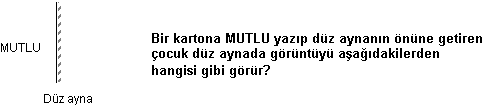 MUTLU
Düz ayna
Bir kartona MUTLU yazıp düz aynanın önüne getiren
çocuk düz aynada görüntüyü aşağıdakilerden
hangisi gibi görür?